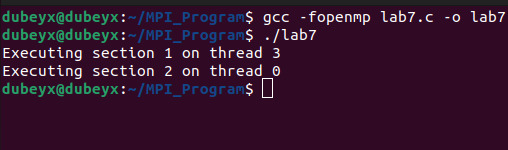 dubeyx@dubeyx:~/MPI_Program$ gcc -fopenmp lab7.c -o lab7
dubeyx@dubeyx:~/MPI_Program$ ./lab7
Executing section 1 on thread 3
Executing section 2 on thread 0
dubeyx@dubeyx:~/MPI_Program$